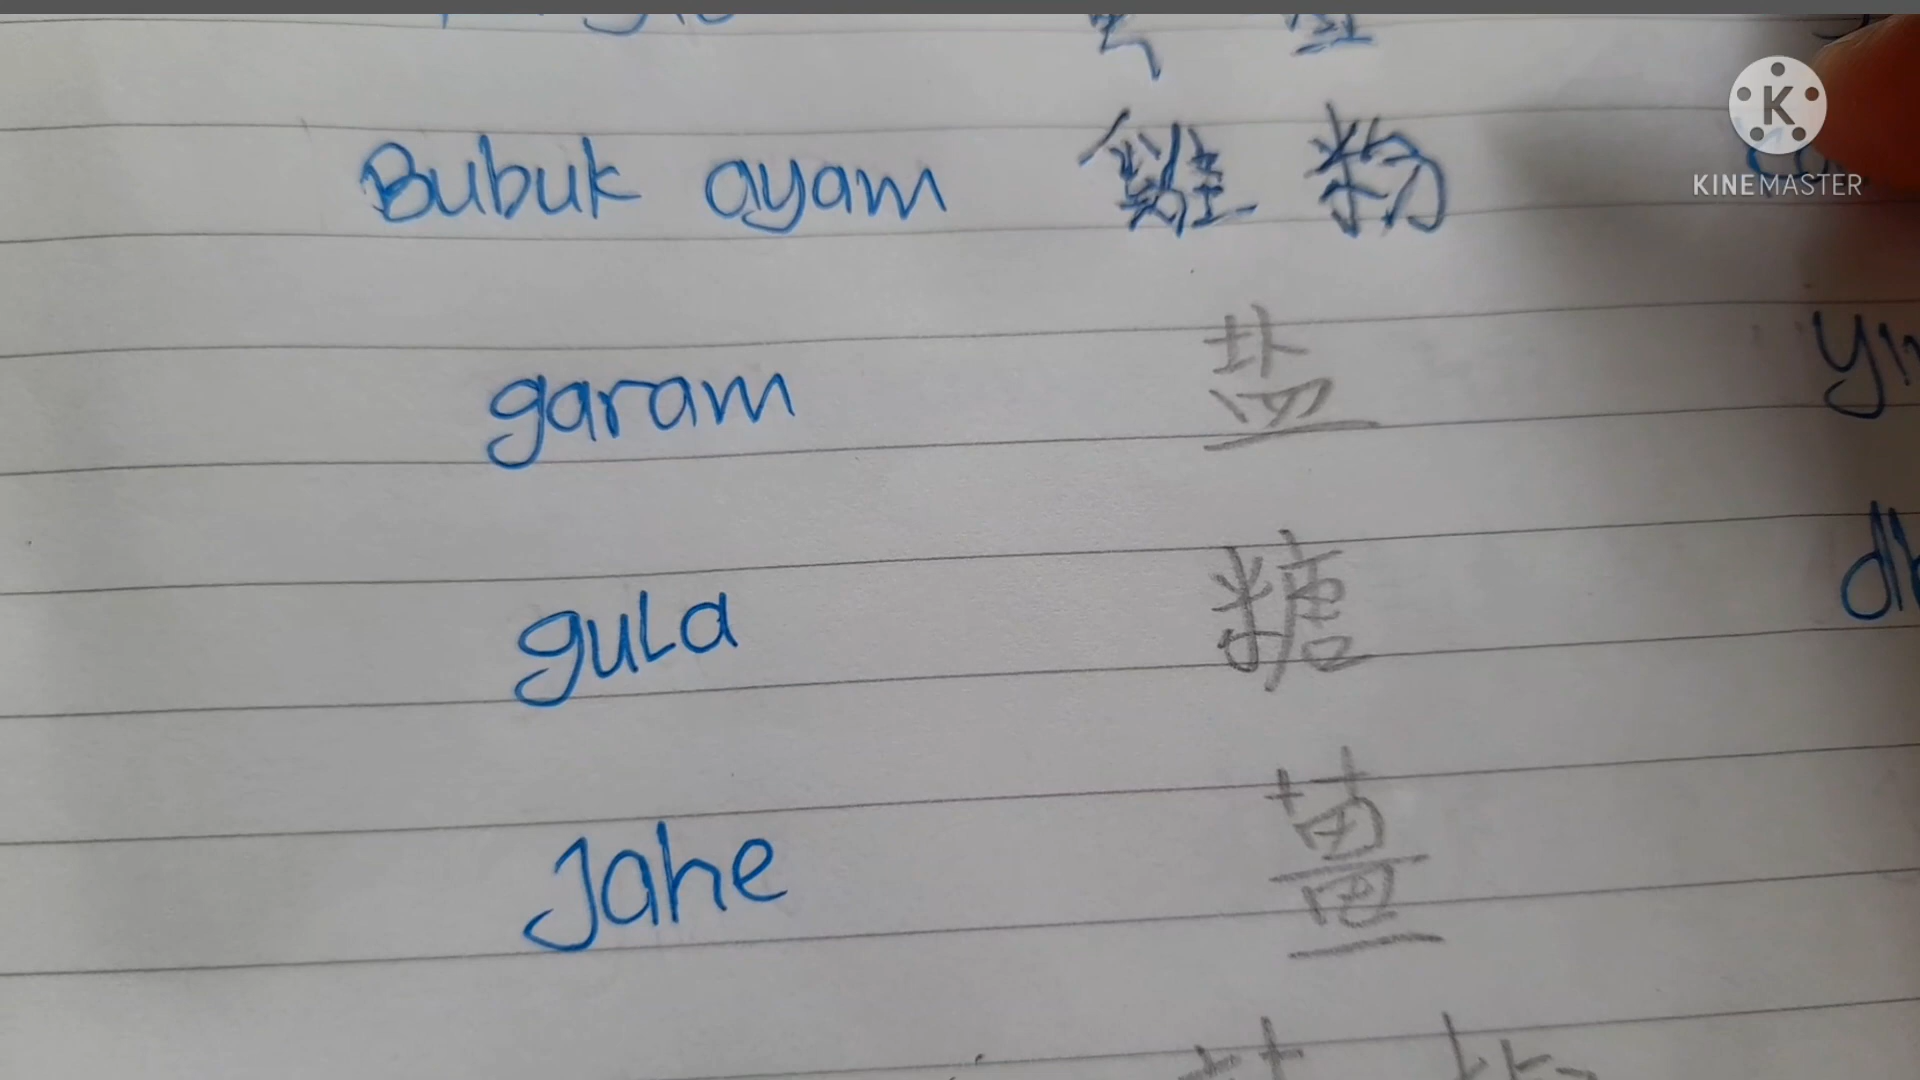 Bubuk ayam 雞粉
KINEMASTER
garam 盐
gula 糖
Jahe 薑